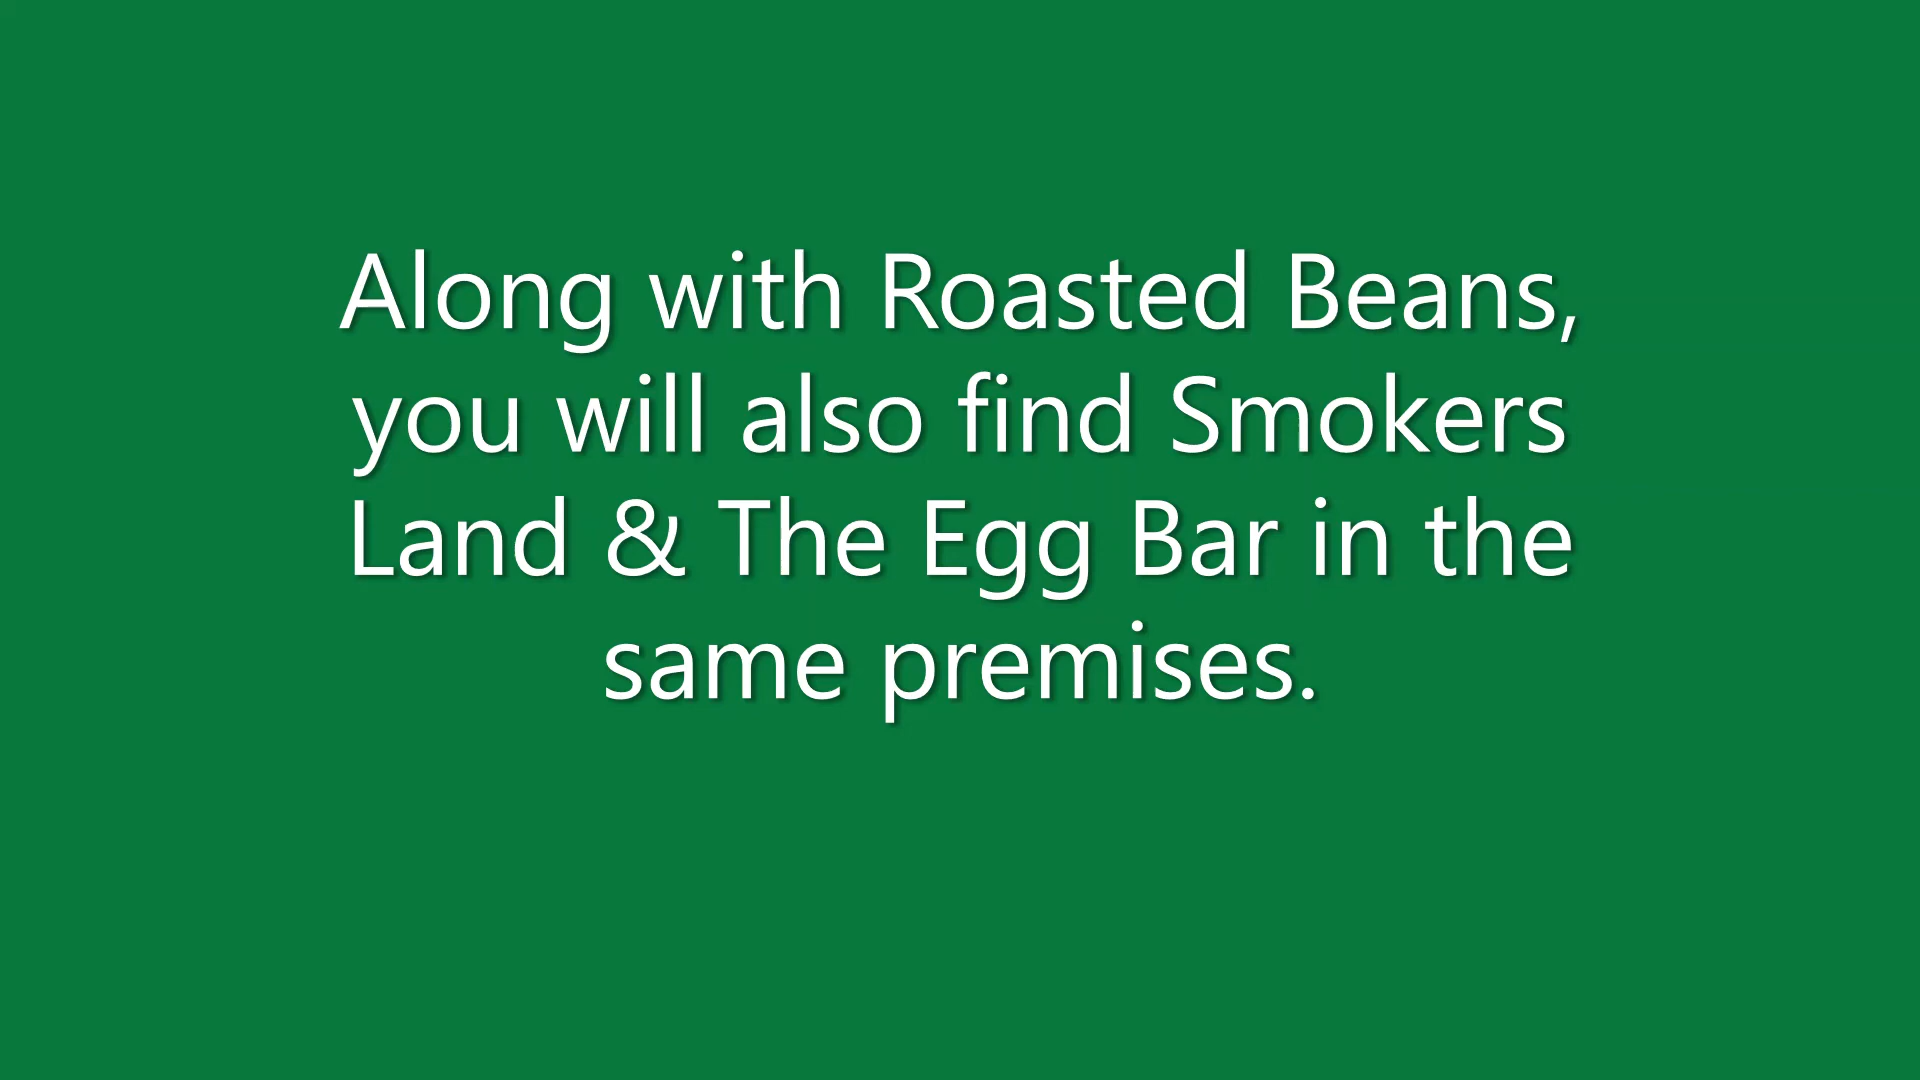 Along with Roasted Beans,
you will also find Smokers
Land & The Egg Bar in the
same premises.